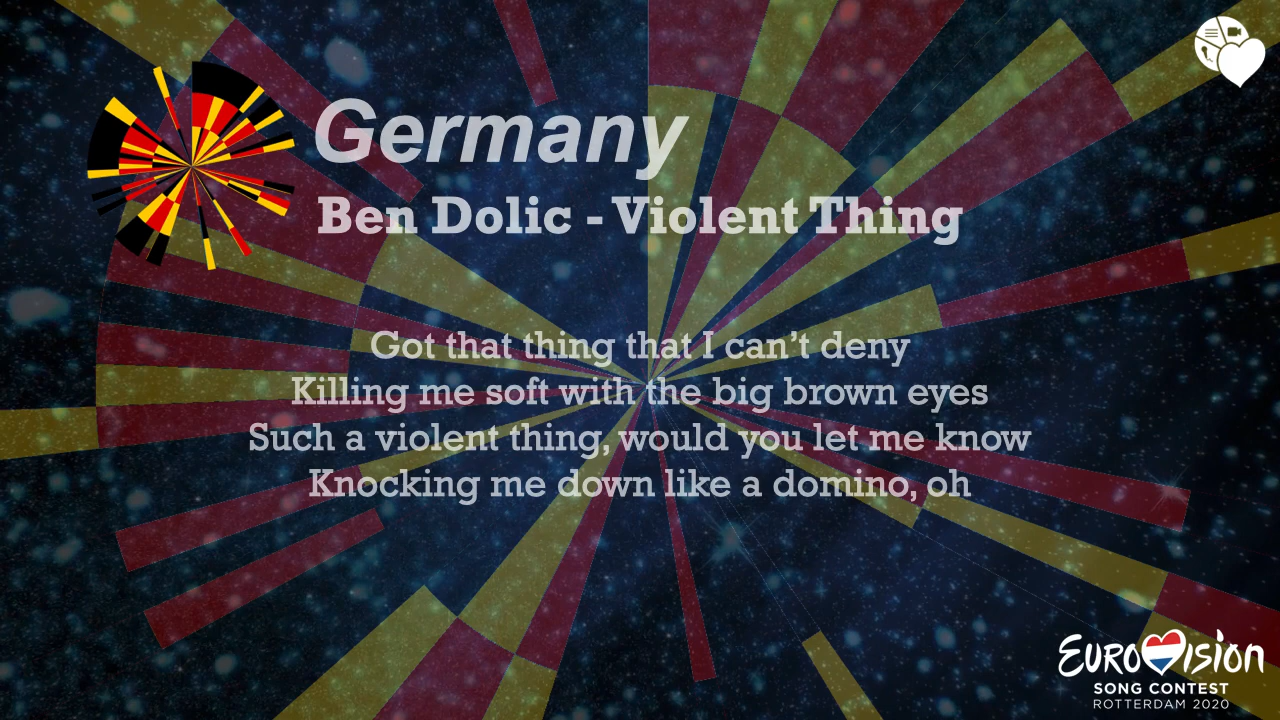 Germany
Ben Dolic - Violent Thing
Got that thing that I can't deny
Killing me soft with the big brown eyes
Such a violent thing, would you let me know
Knocking me down like a domino, oh
EUROVISION
SONG CONTEST
ROTTERDAM 2020